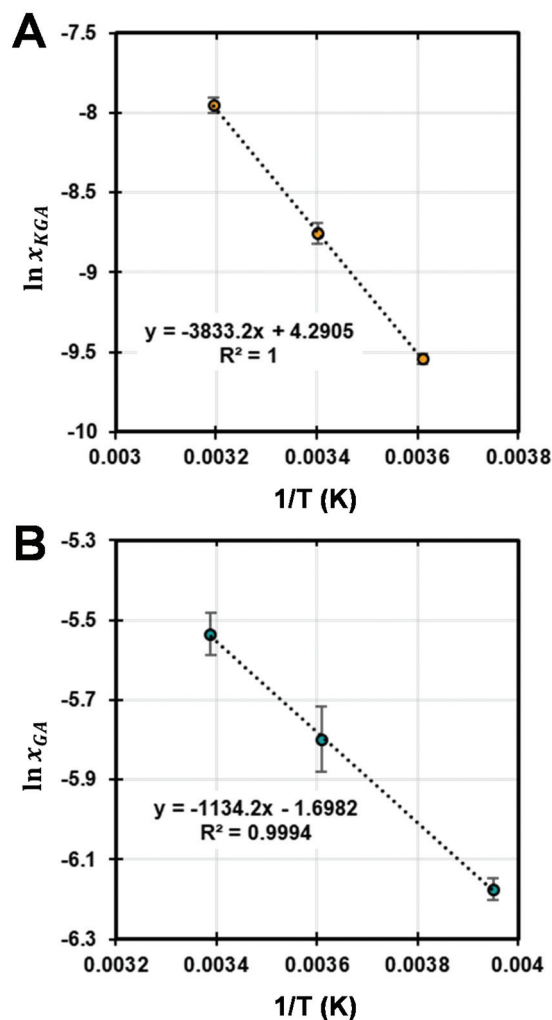 A
-7.5
-8
-8.5
-9
-9.5
-10
ln x_KGA
y = -3833.2x + 4.2905
R² = 1
0.003 0.0032 0.0034 0.0036 0.0038
1/T (K)
B
-5.3
-5.5
-5.7
-5.9
-6.1
-6.3
ln x_GA
y = -1134.2x - 1.6982
R² = 0.9994
0.0032 0.0034 0.0036 0.0038 0.004
1/T (K)